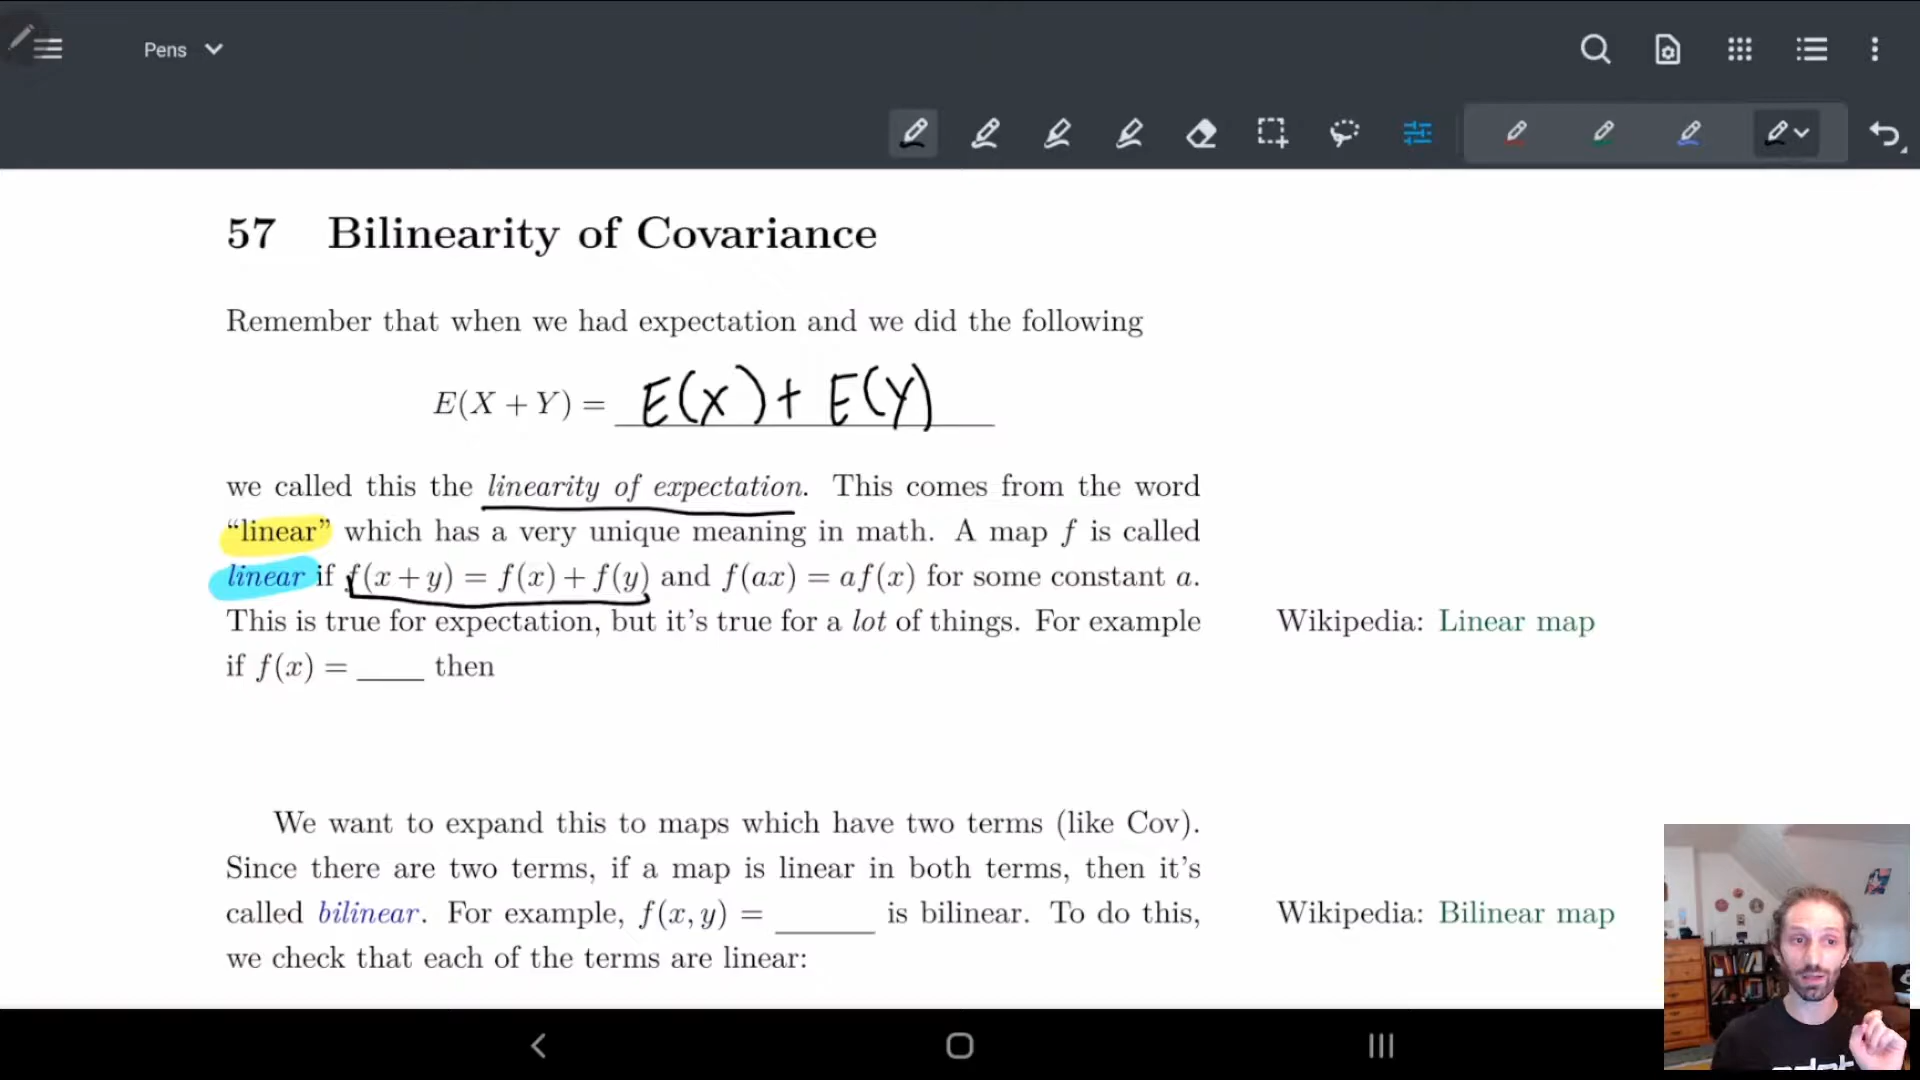 Pens
57 Bilinearity of Covariance
Remember that when we had expectation and we did the following
E(X + Y) = E(X) + E(Y)
we called this the linearity of expectation. This comes from the word
“linear” which has a very unique meaning in math. A map f is called
linear if f(x + y) = f(x) + f(y) and f(ax) = af(x) for some constant a.
This is true for expectation, but it’s true for a lot of things. For example
Wikipedia: Linear map
if f(x) = ____ then
We want to expand this to maps which have two terms (like Cov).
Since there are two terms, if a map is linear in both terms, then it’s
called bilinear. For example, f(x, y) = ______ is bilinear. To do this,
Wikipedia: Bilinear map
we check that each of the terms are linear: